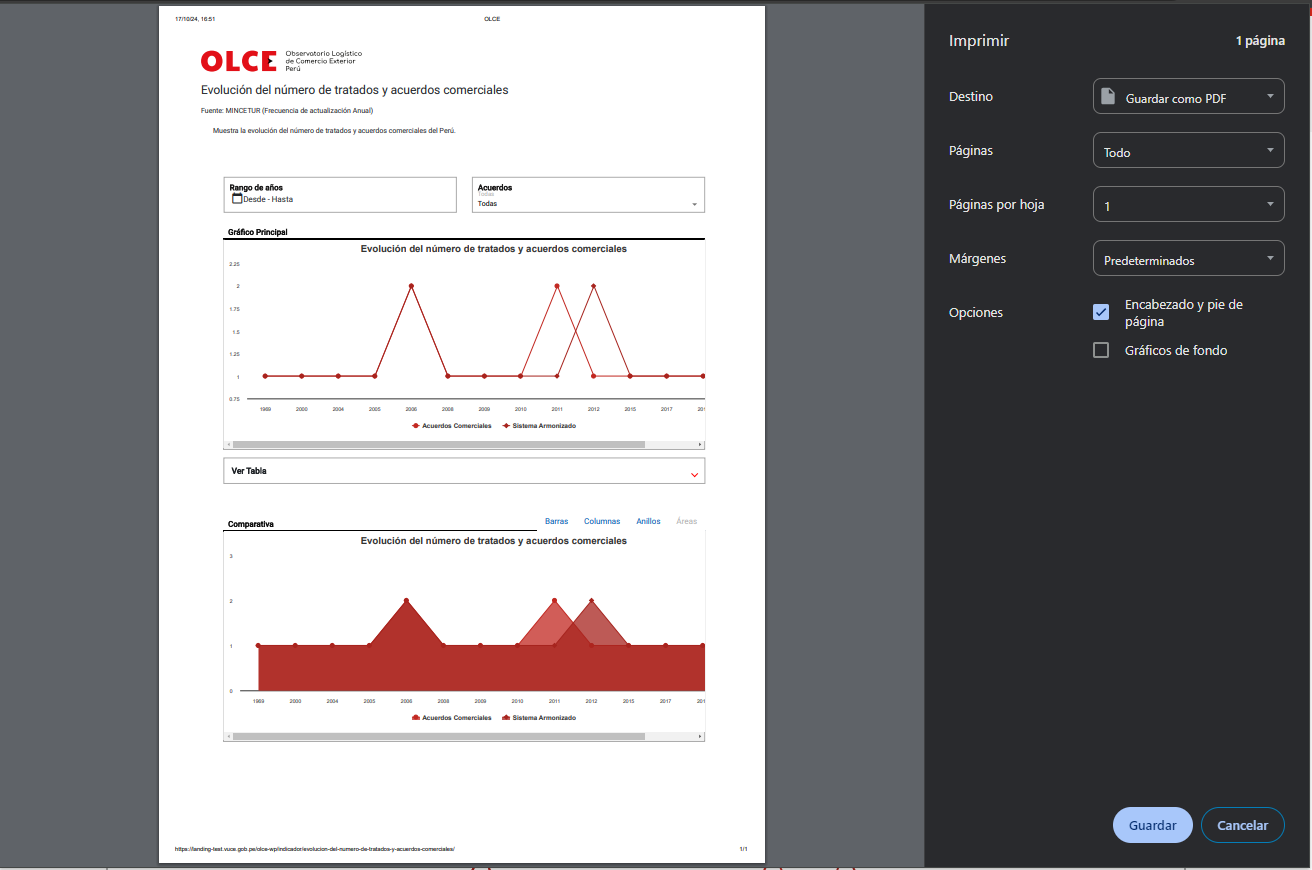 17/10/24, 16:51
OLCE
OLCE
Observatorio Logístico
de Comercio Exterior
Perú
Evolución del número de tratados y acuerdos comerciales
Fuente: MINCETUR (Frecuencia de actualización Anual)
Muestra la evolución del número de tratados y acuerdos comerciales del Perú.
Rango de años
Desde - Hasta
Acuerdos
Todas
Todas
Gráfico Principal
Evolución del número de tratados y acuerdos comerciales
2.25
2
1.75
1.5
1.25
1
0.75
1969 2000 2004 2005 2006 2008 2009 2010 2011 2012 2015 2017 201
Acuerdos Comerciales Sistema Armonizado
Ver Tabla
Comparativa
Barras Columnas Anillos Áreas
Evolución del número de tratados y acuerdos comerciales
3
2
1
0
1969 2000 2004 2005 2006 2008 2009 2010 2011 2012 2015 2017 201
Acuerdos Comerciales Sistema Armonizado
https://landing-test.vuce.gob.pe/olce-wp/indicador/evolucion-del-numero-de-tratados-y-acuerdos-comerciales/
1/1
Imprimir
1 página
Destino
Guardar como PDF
Páginas
Todo
Páginas por hoja
1
Márgenes
Predeterminados
Opciones
Encabezado y pie de
página
Gráficos de fondo
Guardar
Cancelar